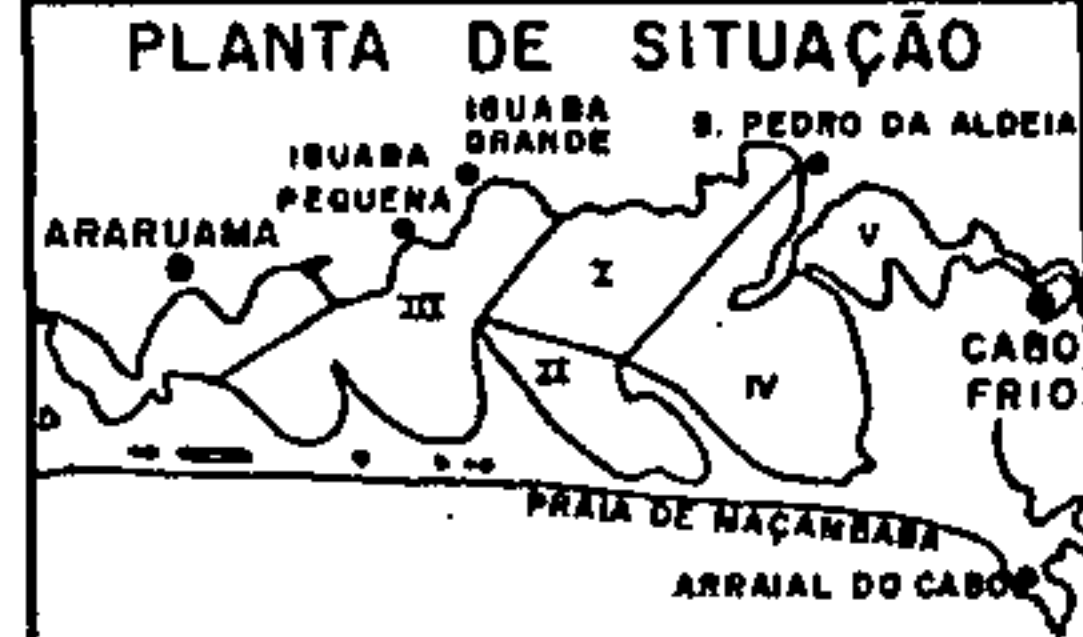 PLANTA DE SITUAÇÃO
IGUABA
GRANDE
S. PEDRO DA ALDEIA
IGUABA
PEQUENA
ARARUAMA
V
I
III
CABO
FRIO
II
IV
PRAIA DE MAÇAMBABA
ARRAIAL DO CABO